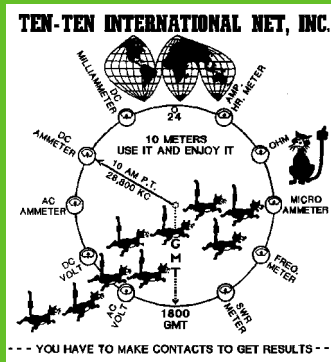 TEN-TEN INTERNATIONAL NET, INC.
DC
MILLIAMMETER
AMP.
HR. METER
24
DC
AMMETER
10 METERS
USE IT AND ENJOY IT
OHM
10 AM P.T.
28,800 KC
AC
AMMETER
MICRO
AMMETER
GMT
DC
VOLT
FREQ.
METER
AC
VOLT
1800
GMT
SWR
METER
- - - YOU HAVE TO MAKE CONTACTS TO GET RESULTS - - -